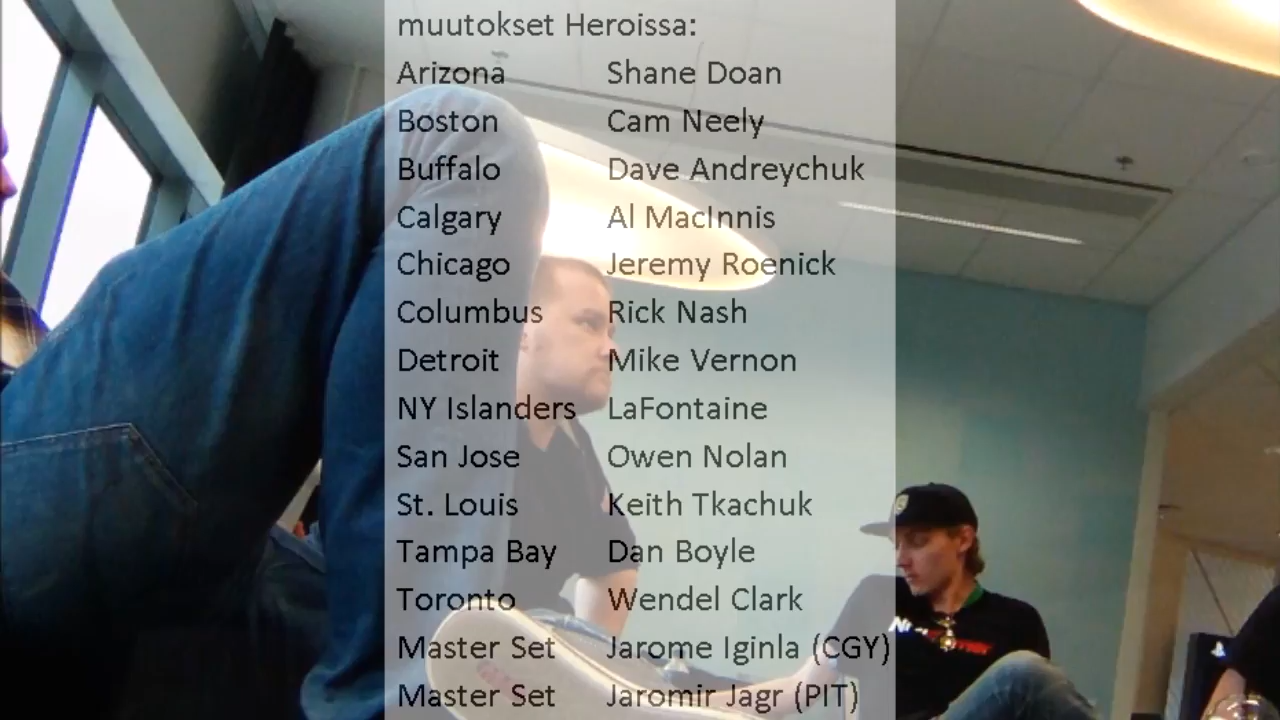 muutokset Heroissa:
Arizona Shane Doan
Boston Cam Neely
Buffalo Dave Andreychuk
Calgary Al MacInnis
Chicago Jeremy Roenick
Columbus Rick Nash
Detroit Mike Vernon
NY Islanders LaFontaine
San Jose Owen Nolan
St. Louis Keith Tkachuk
Tampa Bay Dan Boyle
Toronto Wendel Clark
Master Set Jarome Iginla (CGY)
Master Set Jaromir Jagr (PIT)